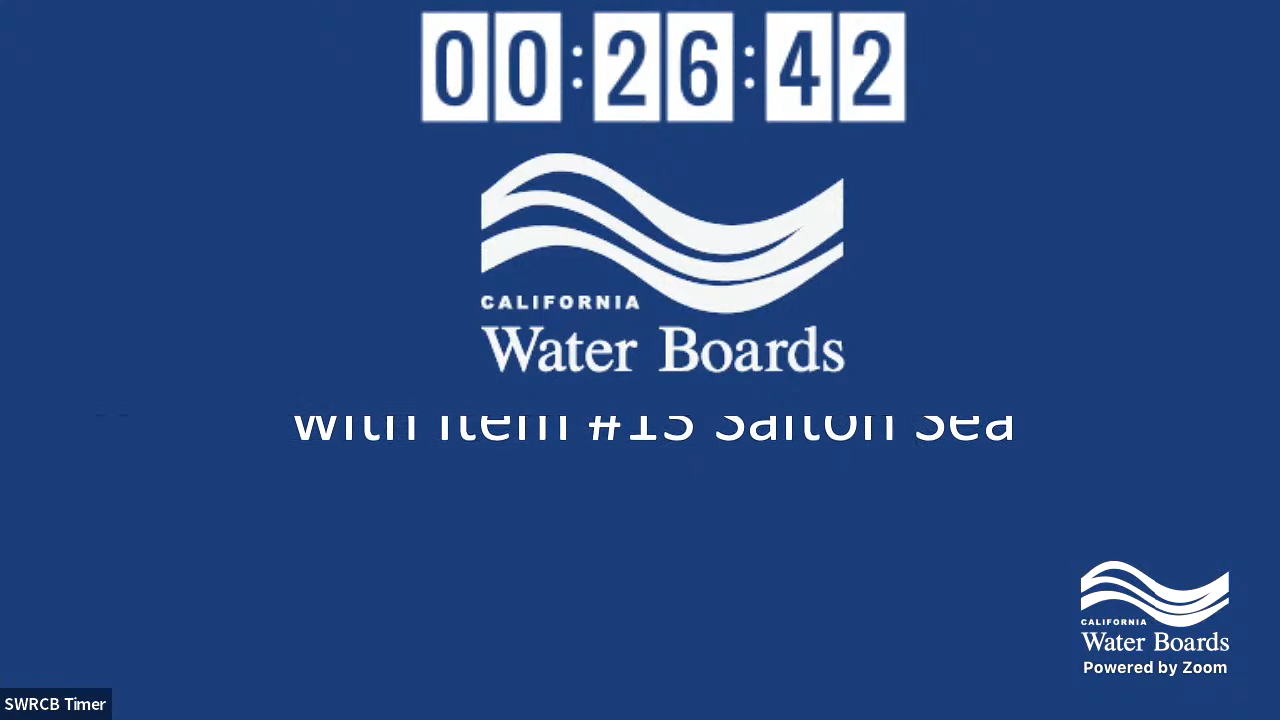 00:26:42
CALIFORNIA
Water Boards
with Item #13 Salton Sea
CALIFORNIA
Water Boards
Powered by Zoom
SWRCB Timer